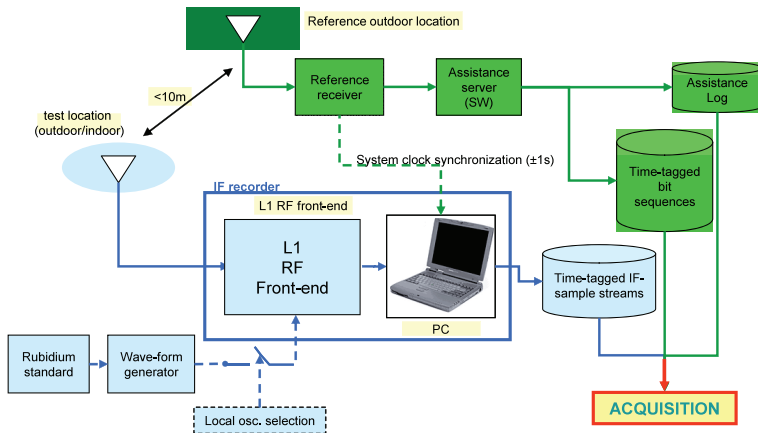 Reference outdoor location
<10m
test location
(outdoor/indoor)
Reference
receiver
Assistance
server
(SW)
Assistance
Log
System clock synchronization (±1s)
Time-tagged
bit
sequences
IF recorder
L1 RF front-end
L1
RF
Front-end
PC
Time-tagged IF-
sample streams
Rubidium
standard
Wave-form
generator
Local osc. selection
ACQUISITION